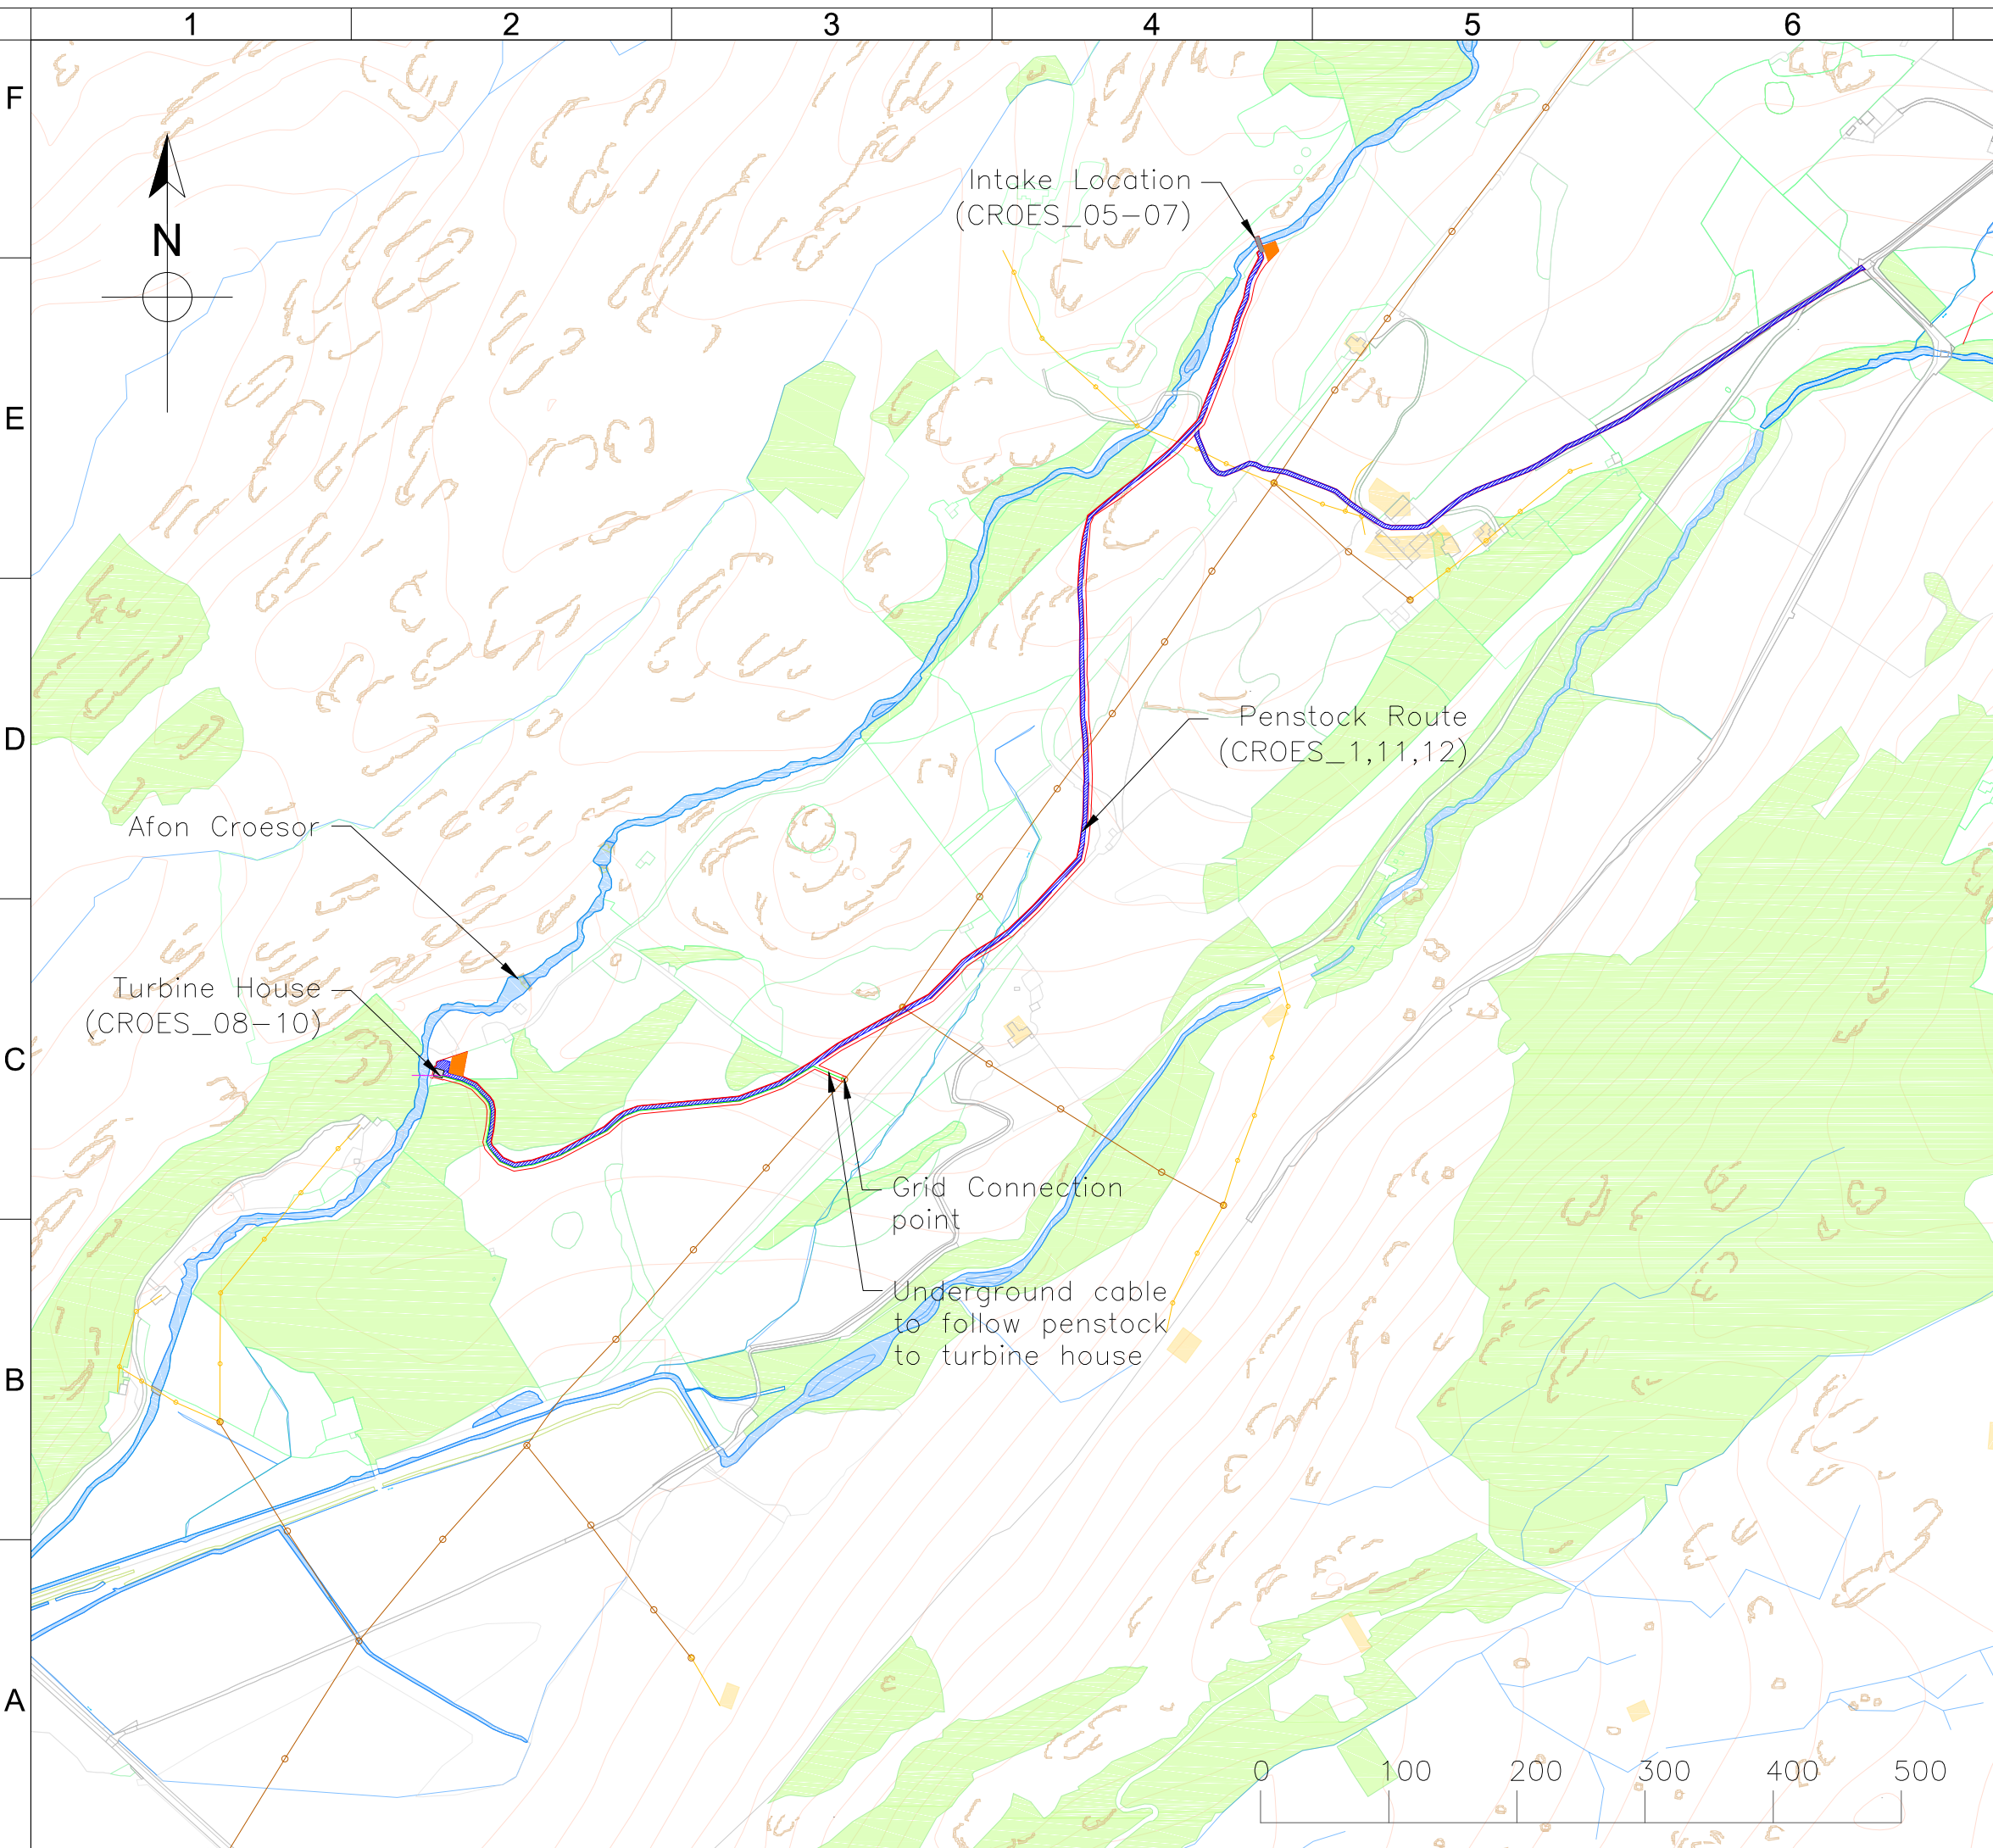 1 2 3 4 5 6
F
E
D
C
B
A
N
Intake Location
(CROES_05-07)
Penstock Route
(CROES_1,11,12)
Afon Croesor
Turbine House
(CROES_08-10)
Grid Connection
point
Underground cable
to follow penstock
to turbine house
0 100 200 300 400 500